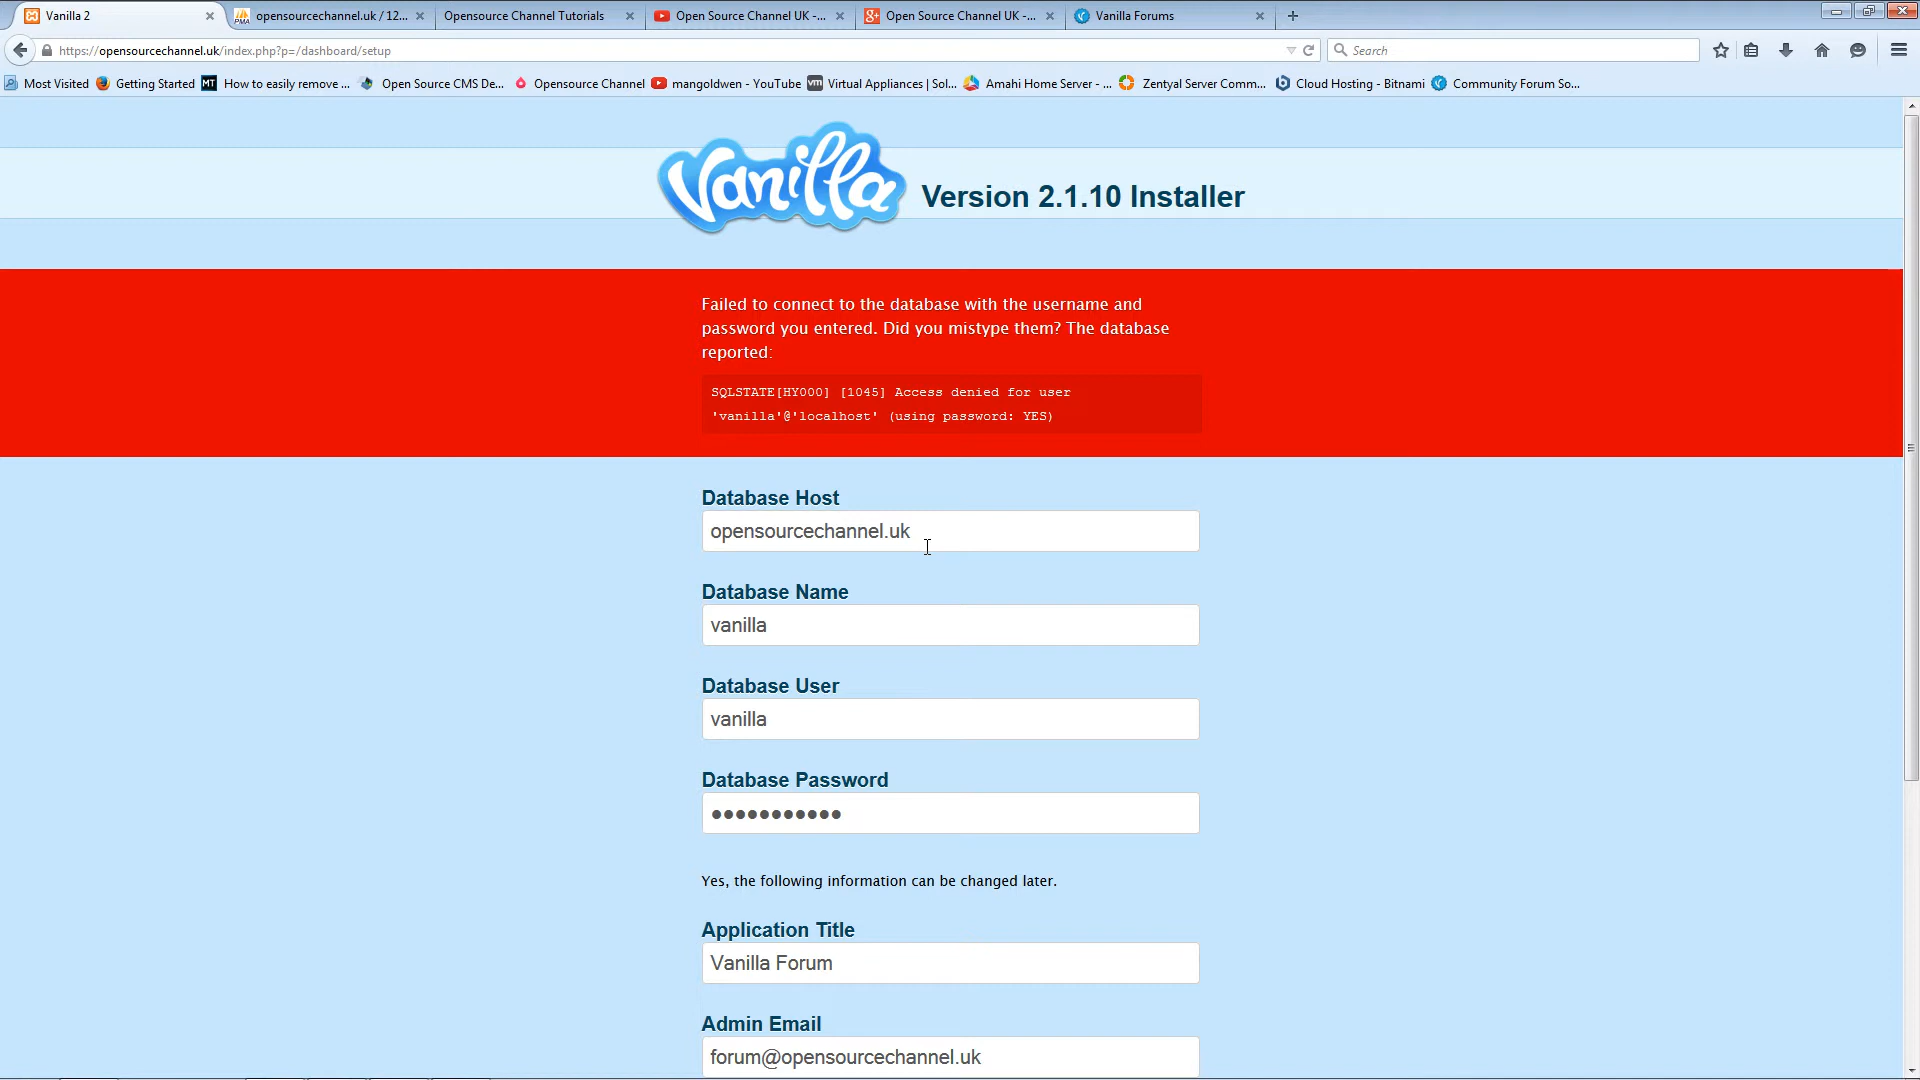 Vanilla 2
opensourcechannel.uk / 12...
Opensource Channel Tutorials
Open Source Channel UK -...
Open Source Channel UK -...
Vanilla Forums
https://opensourcechannel.uk/index.php?p=/dashboard/setup
Search
Most Visited
Getting Started
MT
How to easily remove ...
Open Source CMS De...
Opensource Channel
mangoldwen - YouTube
vm
Virtual Appliances | Sol...
Amahi Home Server - ...
Zentyal Server Comm...
Cloud Hosting - Bitnami
Community Forum So...
Vanilla
Version 2.1.10 Installer
Failed to connect to the database with the username and
password you entered. Did you mistype them? The database
reported:
SQLSTATE[HY000] [1045] Access denied for user
'vanilla'@'localhost' (using password: YES)
Database Host
opensourcechannel.uk
Database Name
vanilla
Database User
vanilla
Database Password
●●●●●●●●●●●
Yes, the following information can be changed later.
Application Title
Vanilla Forum
Admin Email
forum@opensourcechannel.uk